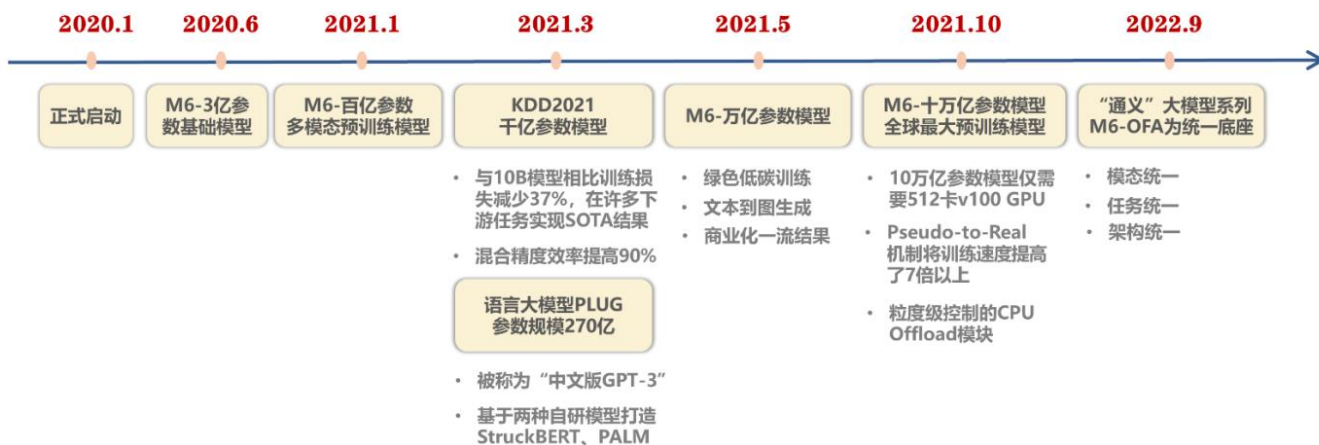 2020.1
2020.6
2021.1
2021.3
2021.5
2021.10
2022.9
正式启动
M6-3亿参
数基础模型
M6-百亿参数
多模态预训练模型
KDD2021
千亿参数模型
M6-万亿参数模型
M6-十万亿参数模型
全球最大预训练模型
“通义”大模型系列
M6-OFA为统一底座
• 与10B模型相比训练损
失减少37%，在许多下
游任务实现SOTA结果
• 混合精度效率提高90%
语言大模型PLUG
参数规模270亿
• 被称为“中文版GPT-3”
• 基于两种自研模型打造
StruckBERT、PALM
• 绿色低碳训练
• 文本到图生成
• 商业化一流结果
• 10万亿参数模型仅需
要512卡v100 GPU
• Pseudo-to-Real
机制将训练速度提高
了7倍以上
• 粒度级控制的CPU
Offload模块
• 模态统一
• 任务统一
• 架构统一